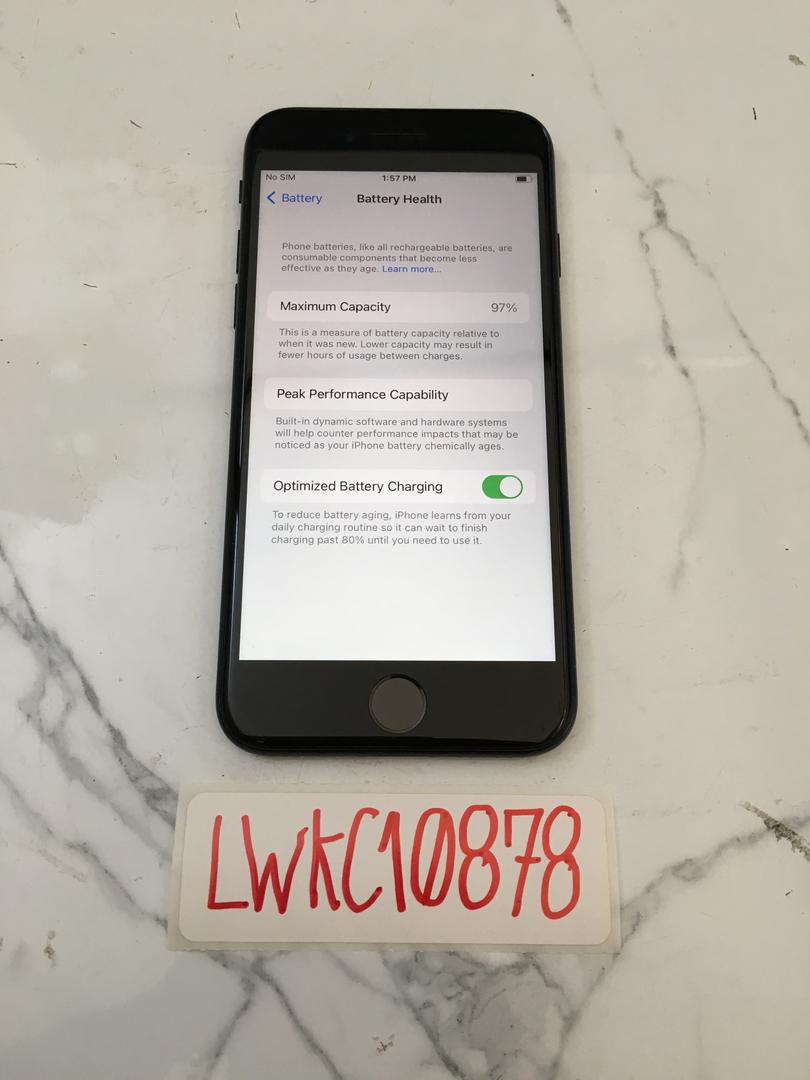 No SIM 1:57 PM
Battery Battery Health
Phone batteries, like all rechargeable batteries, are
consumable components that become less
effective as they age. Learn more...
Maximum Capacity 97%
This is a measure of battery capacity relative to
when it was new. Lower capacity may result in
fewer hours of usage between charges.
Peak Performance Capability
Built-in dynamic software and hardware systems
will help counter performance impacts that may be
noticed as your iPhone battery chemically ages.
Optimized Battery Charging
To reduce battery aging, iPhone learns from your
daily charging routine so it can wait to finish
charging past 80% until you need to use it.
LWKC10878